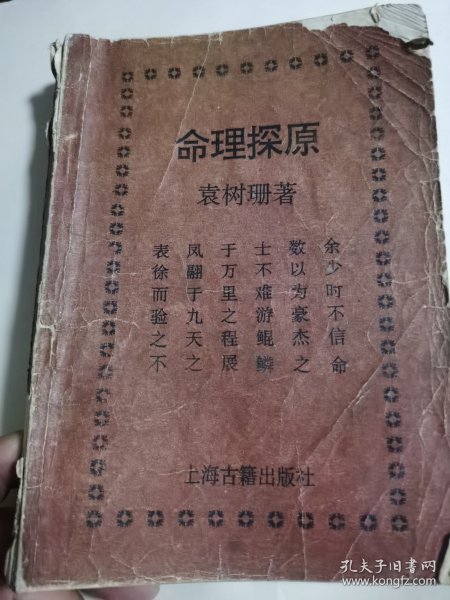 命理探原
袁树珊著
余少时不信命
数以为豪杰之
士不难游鲲鳞
于万里之程展
凤翮于九天之
表徐而验之不
上海古籍出版社
孔夫子旧书网
www.kongfz.com